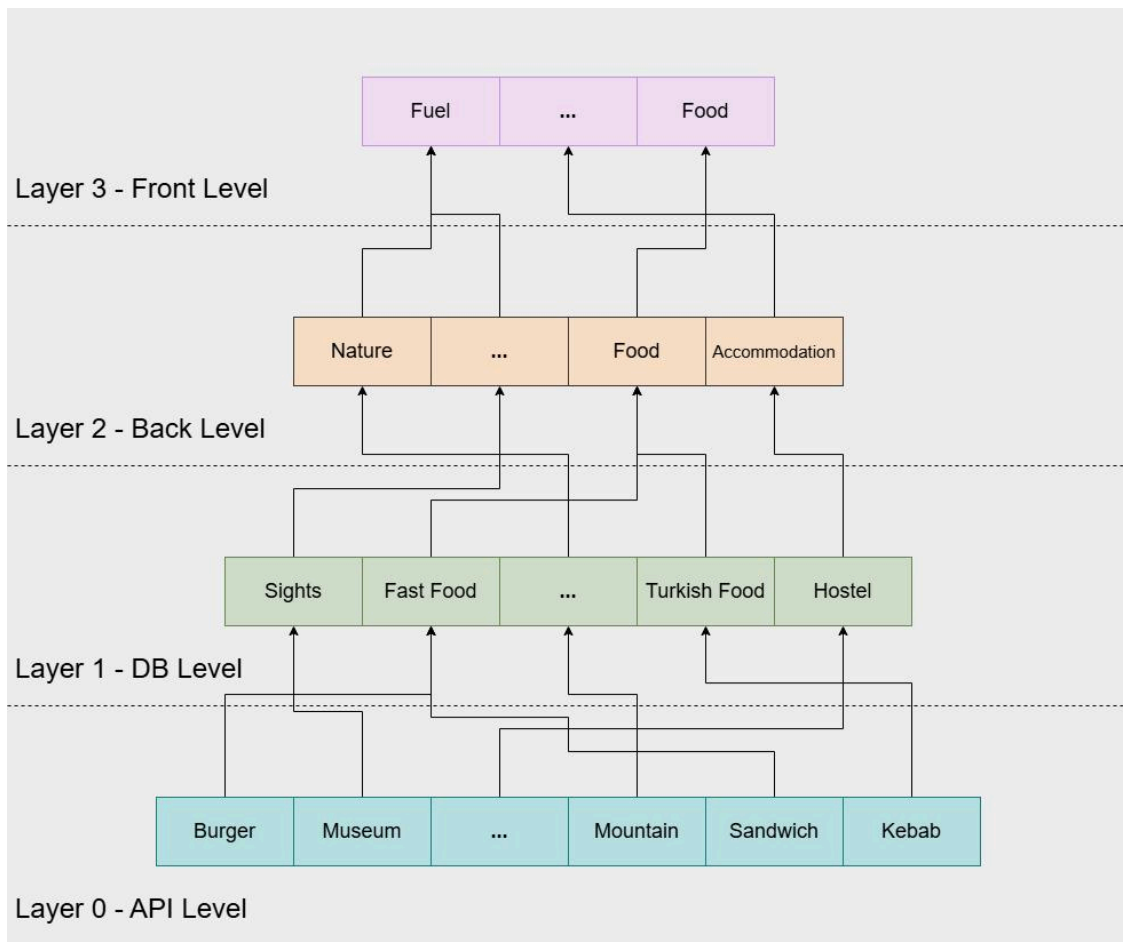 Fuel
...
Food
Layer 3 - Front Level
Nature
...
Food
Accommodation
Layer 2 - Back Level
Sights
Fast Food
...
Turkish Food
Hostel
Layer 1 - DB Level
Burger
Museum
...
Mountain
Sandwich
Kebab
Layer 0 - API Level